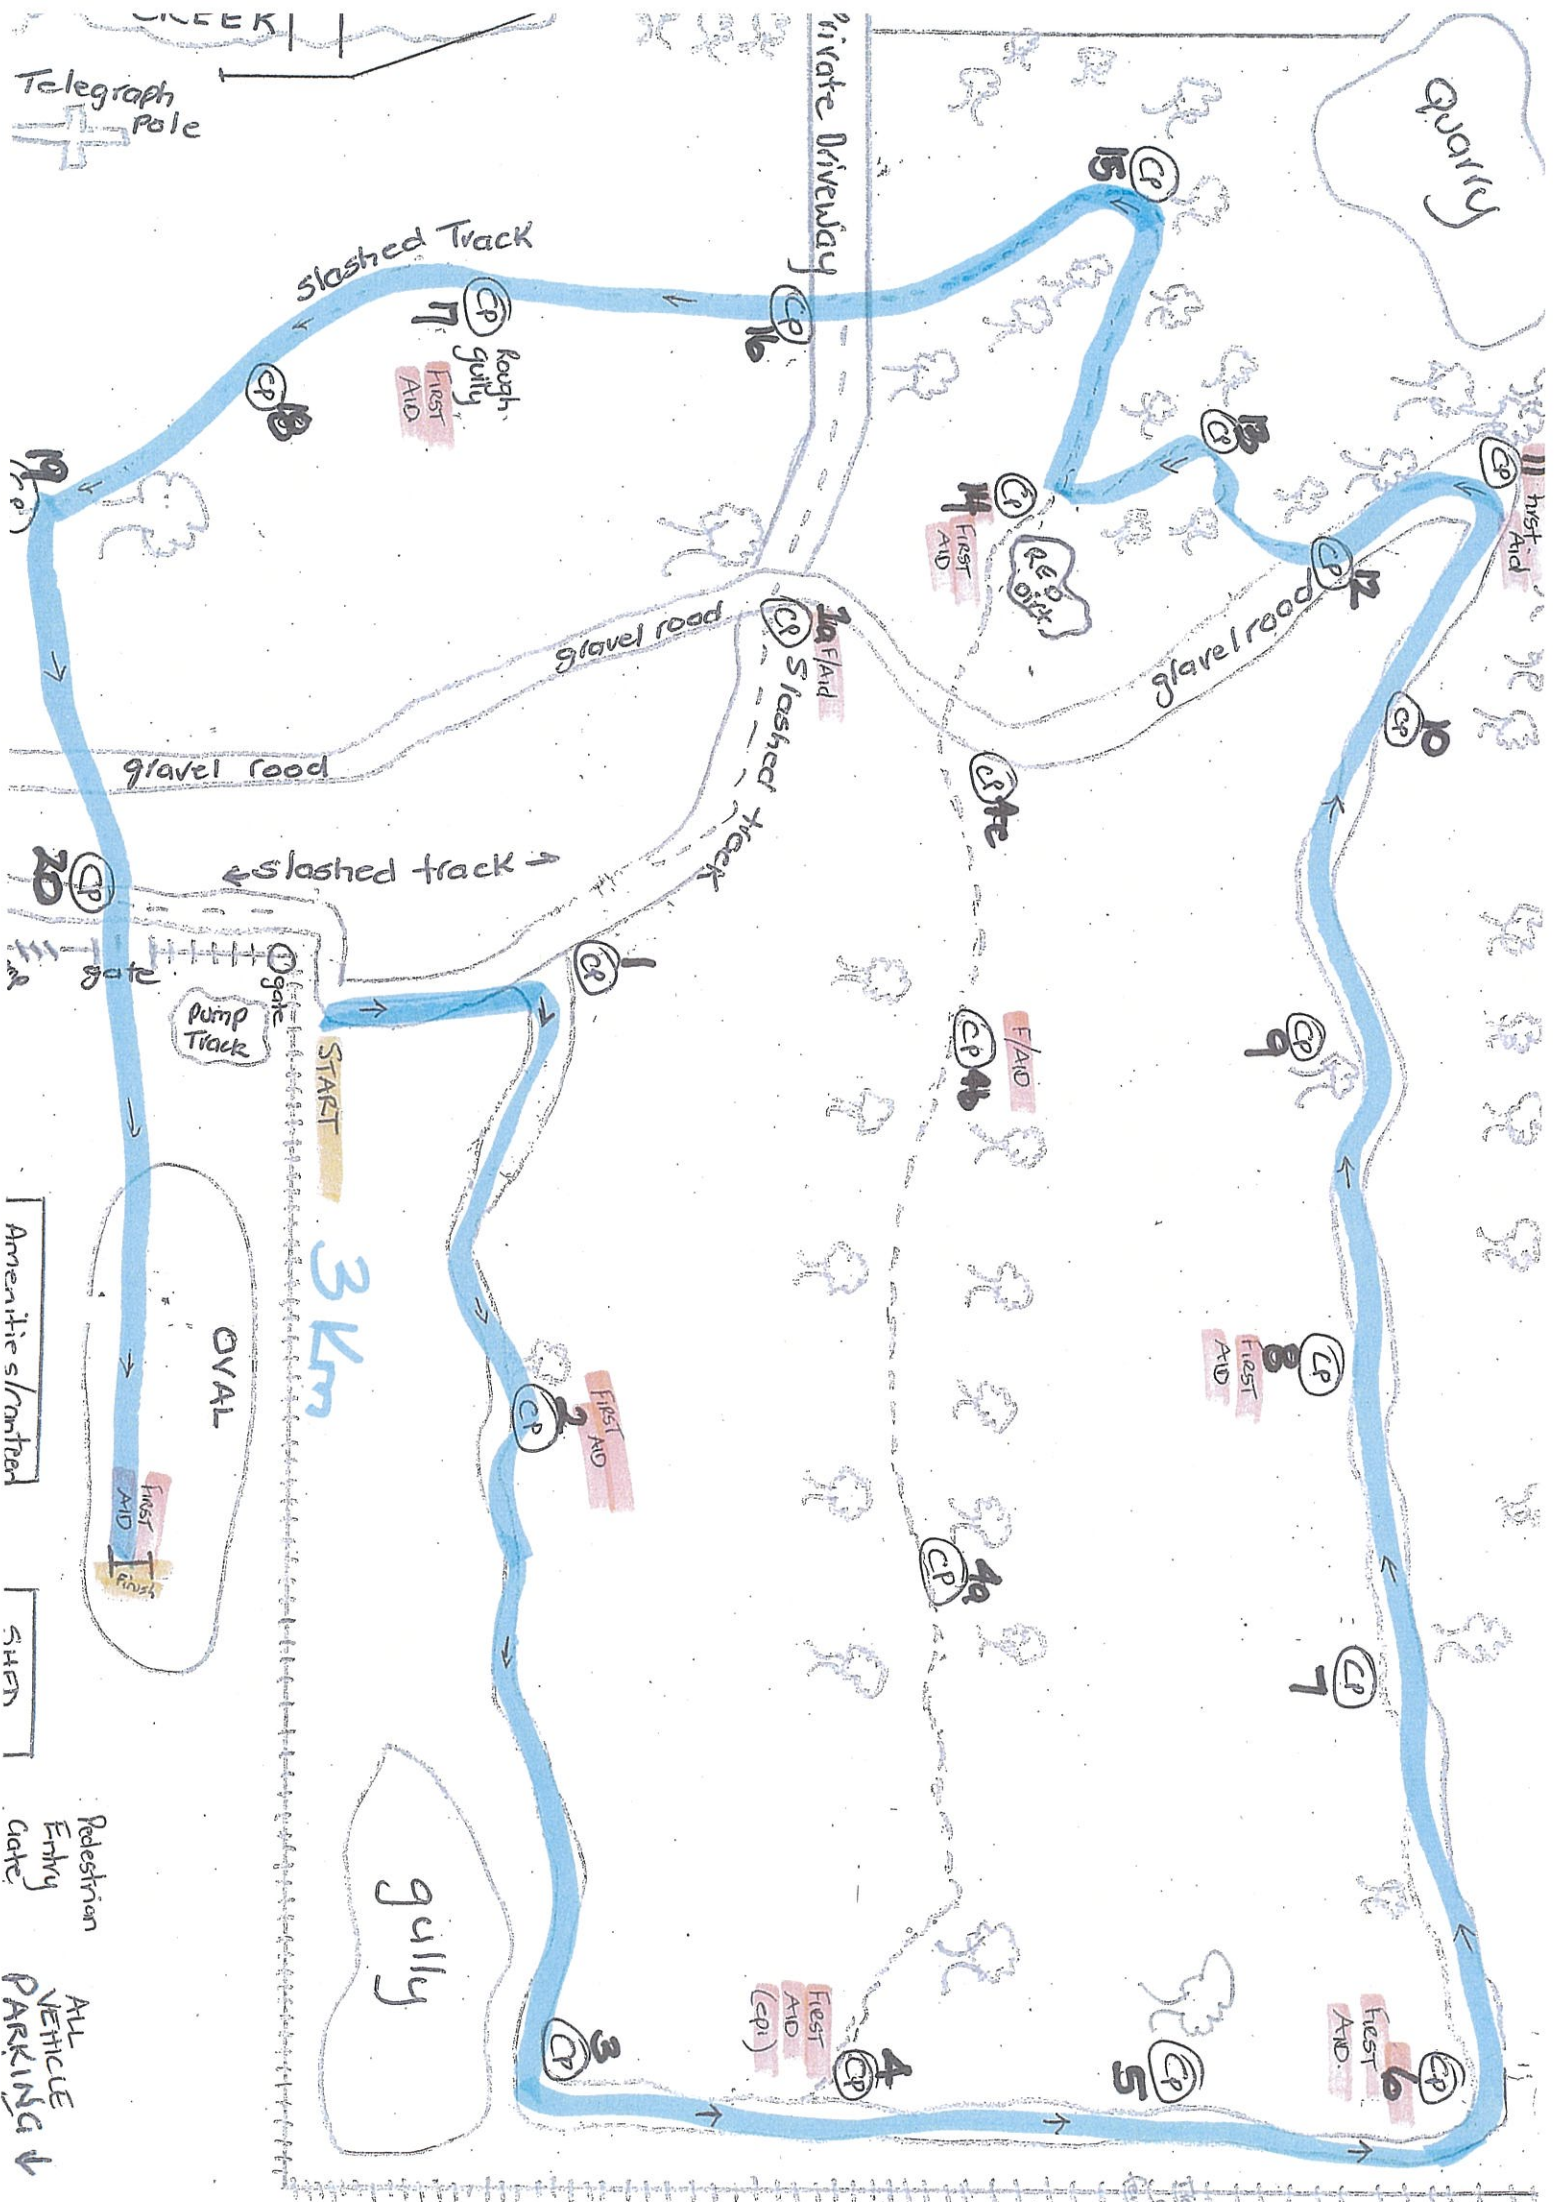 CREEK
Telegraph
Pole
Private Driveway
Quarry
CP
15
slashed Track
CP
17
Rough
gully
FIRST
AID
CP
16
CP
18
19
CP
13
CP
11
First
Aid
CP
14
FIRST
AID
RED
Dirt
CP
12
gravel road
CP
1a
F/Aid
gravel road
Slashed track
gravel road
CP
10
CP
4c
← slashed track →
CP
20
gate
gate
CP
1
Pump
Track
START
CP
9
CP
4b
F/AID
3 Km
OVAL
Amenities/canteen
CP
2
FIRST
AID
CP
8
FIRST
AID
FIRST
AID
Finish
CP
4a
CP
7
SHED
gully
Pedestrian
Entry
Gate
ALL
VEHICLE
PARKING ↓
CP
3
FIRST
AID
(cp1)
CP
4
CP
5
FIRST
AID
CP
6